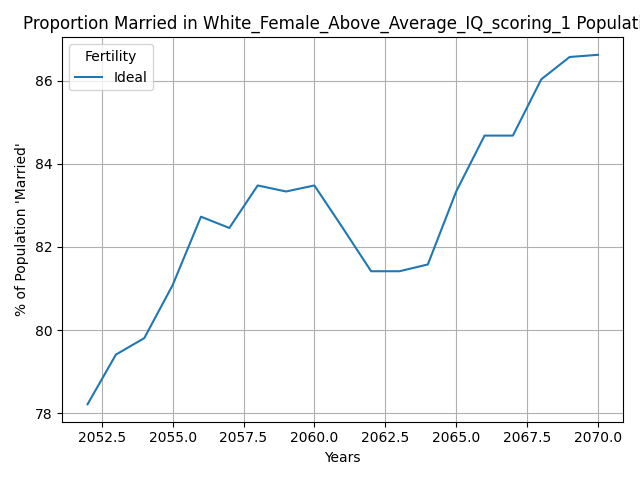 Proportion Married in White_Female_Above_Average_IQ_scoring_1 Populati
Fertility
Ideal
86
84
82
80
78
% of Population 'Married'
2052.5 2055.0 2057.5 2060.0 2062.5 2065.0 2067.5 2070.0
Years